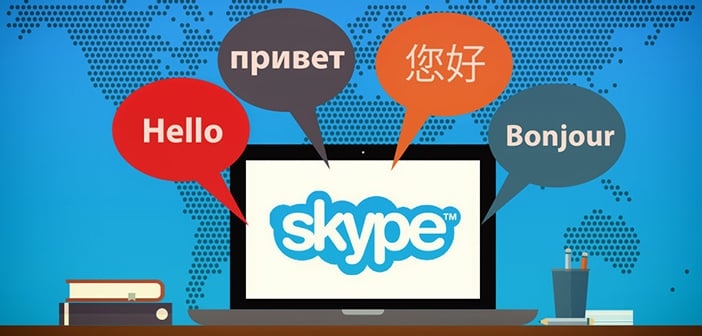 Hello
привет
您好
Bonjour
skype™